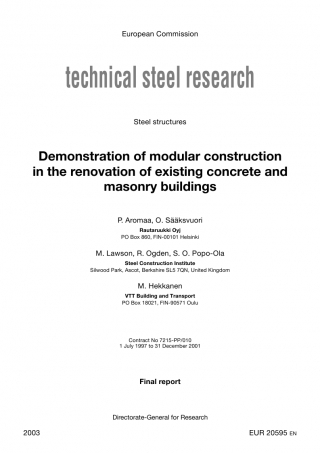 European Commission
technical steel research
Steel structures
Demonstration of modular construction
in the renovation of existing concrete and
masonry buildings
P. Aromaa, O. Sääksvuori
Rautaruukki Oyj
PO Box 860, FIN-00101 Helsinki
M. Lawson, R. Ogden, S. O. Popo-Ola
Steel Construction Institute
Silwood Park, Ascot, Berkshire SL5 7QN, United Kingdom
M. Hekkanen
VTT Building and Transport
PO Box 18021, FIN-90571 Oulu
Contract No 7215-PP/010
1 July 1997 to 31 December 2001
Final report
Directorate-General for Research
2003 EUR 20595 EN